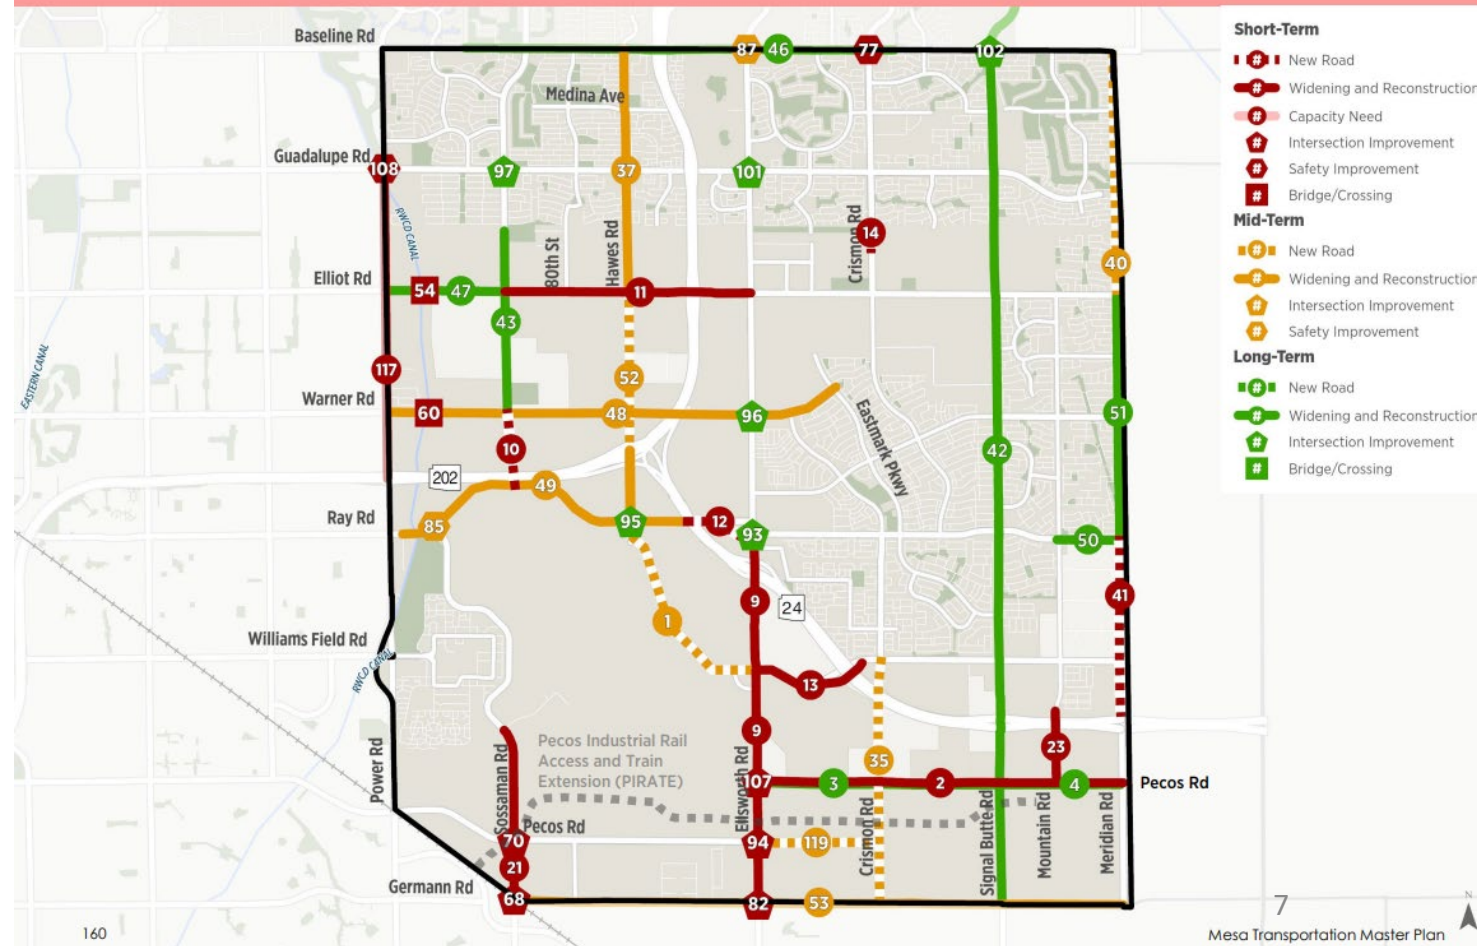 Baseline Rd
87
46
77
102
Medina Ave
Guadalupe Rd
108
97
37
101
RWCD CANAL
Crismon Rd
14
80th St
Hawes Rd
40
Elliot Rd
54
47
11
43
EASTERN CANAL
117
52
Warner Rd
60
48
96
51
Eastmark Pkwy
10
42
202
49
Ray Rd
85
95
12
93
50
9
24
41
1
Williams Field Rd
RWCD CANAL
13
9
Power Rd
Sossaman Rd
Pecos Industrial Rail
Access and Train
Extension (PIRATE)
Ellsworth Rd
35
23
107
3
2
4
Pecos Rd
Crismon Rd
Signal Butte Rd
Mountain Rd
Meridian Rd
70
Pecos Rd
94
119
21
Germann Rd
68
82
53
Short-Term
# New Road
# Widening and Reconstruction
# Capacity Need
# Intersection Improvement
# Safety Improvement
# Bridge/Crossing
Mid-Term
# New Road
# Widening and Reconstruction
# Intersection Improvement
# Safety Improvement
Long-Term
# New Road
# Widening and Reconstruction
# Intersection Improvement
# Bridge/Crossing
7
N
160
Mesa Transportation Master Plan